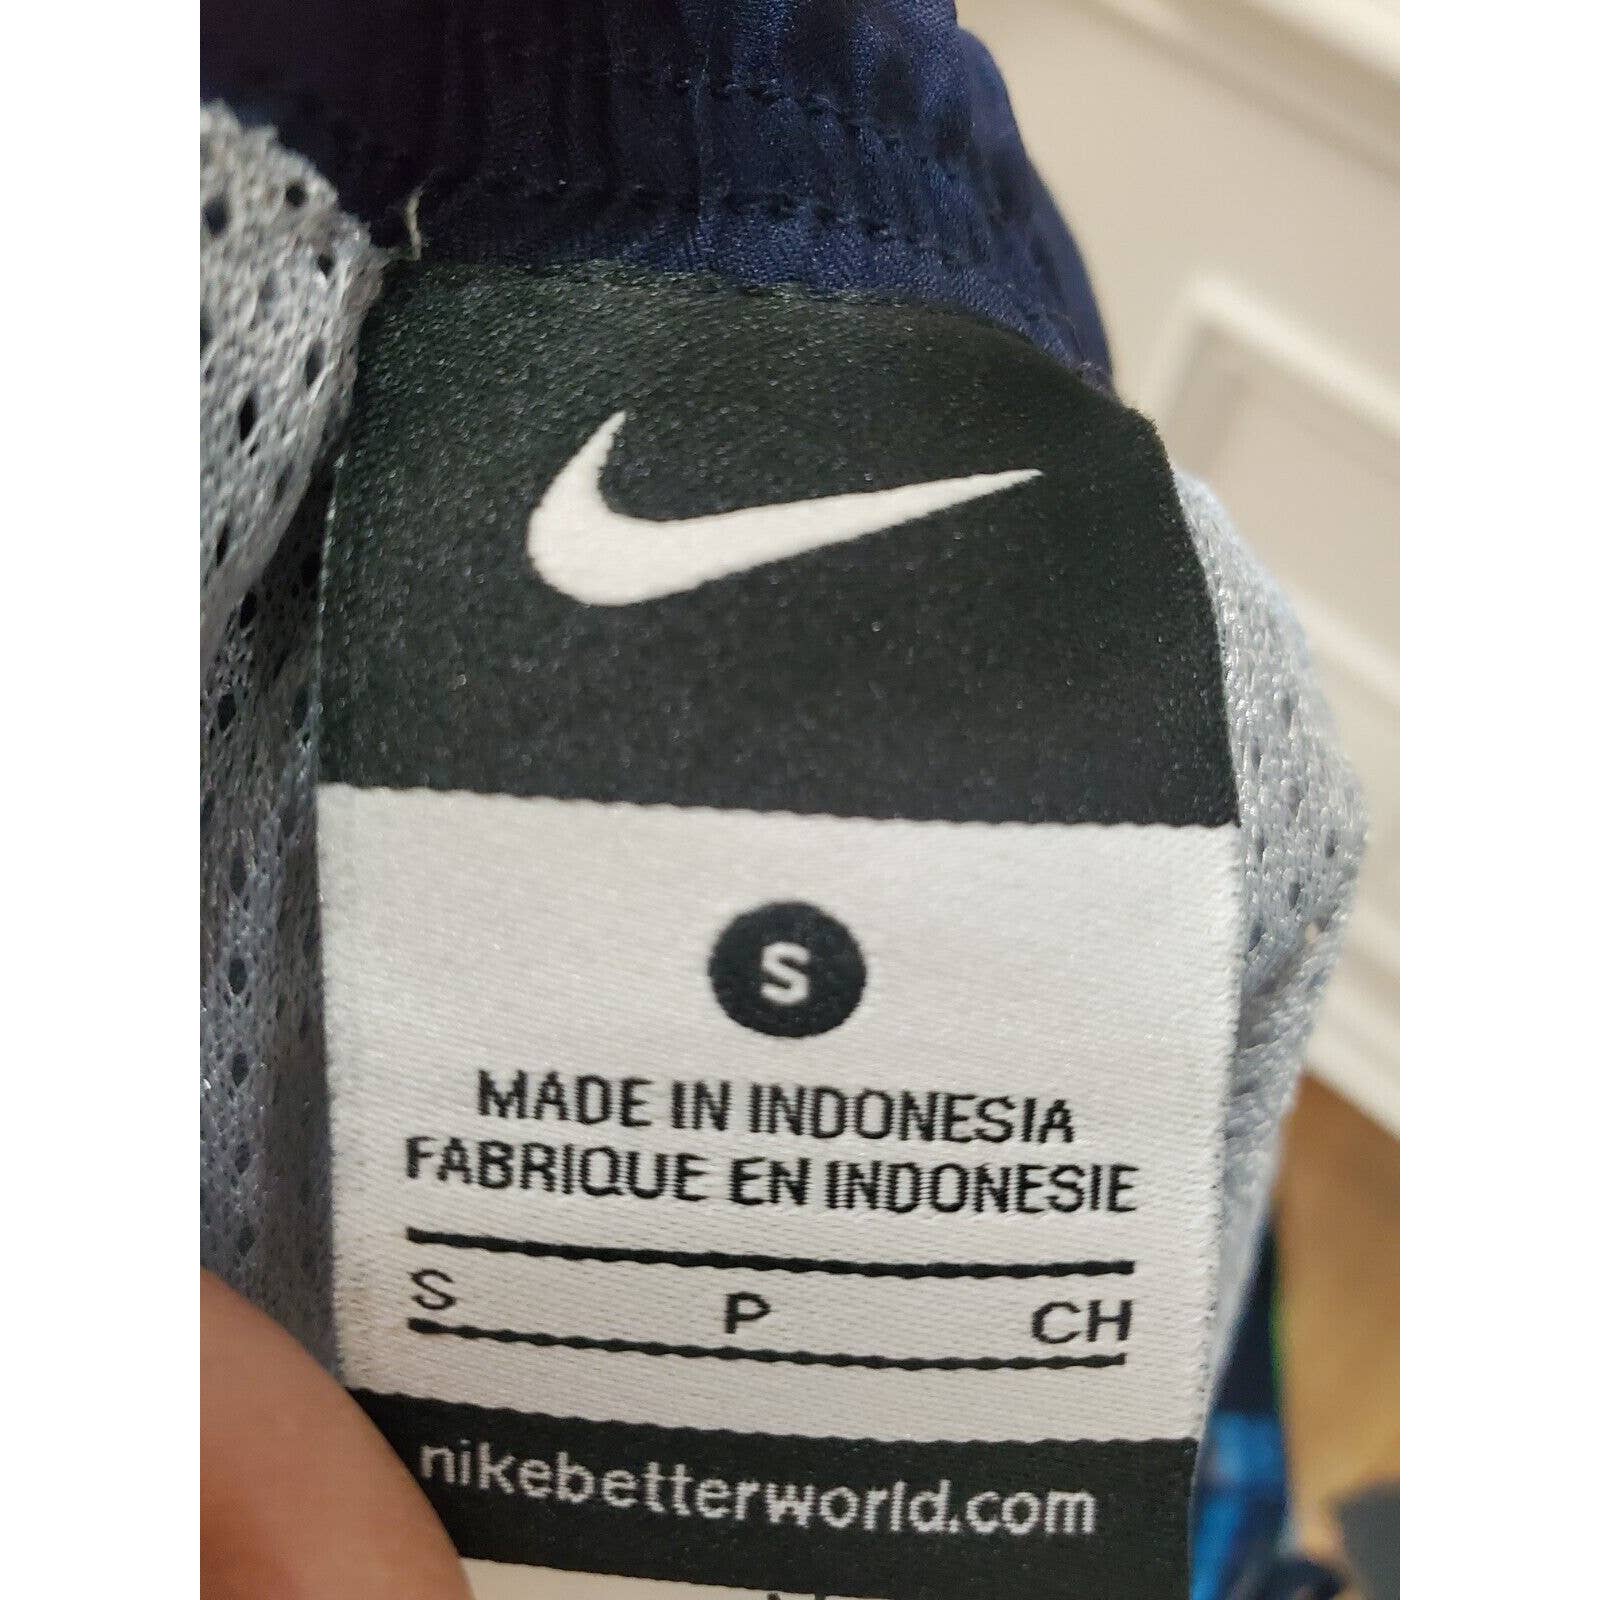 S
MADE IN INDONESIA
FABRIQUE EN INDONESIE
S P CH
nikebetterworld.com